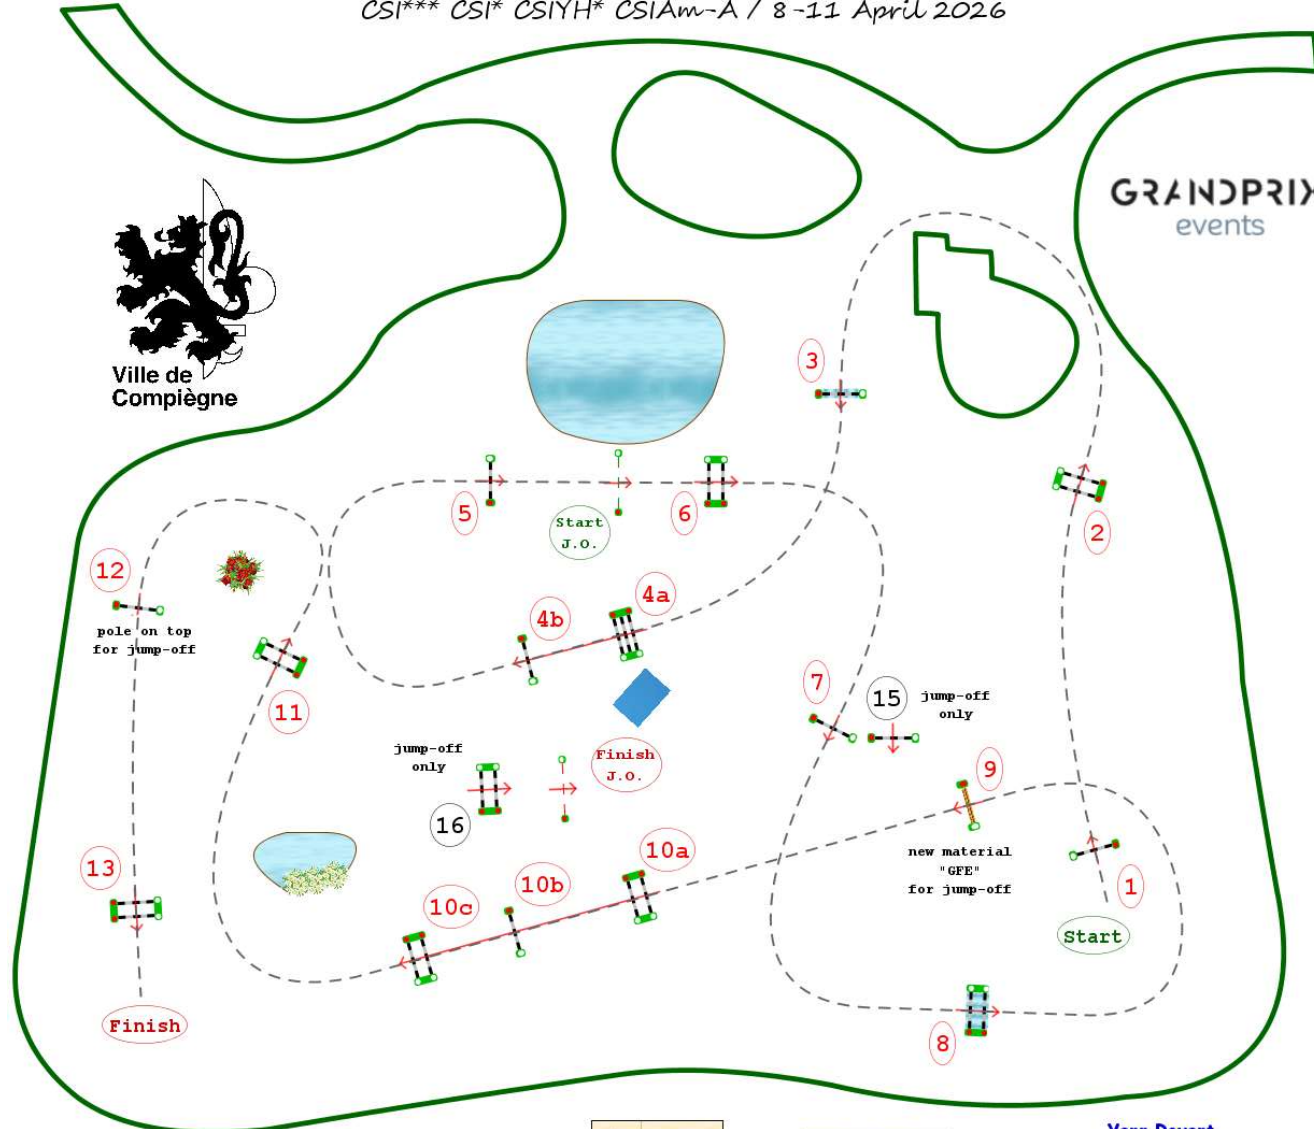 CSI*** CSI* CSIYH* CSIAm-A / 8-11 April 2026
GRANDPRIX
events
Ville de
Compiègne
3
5
Start
J.O.
6
2
12
pole on top
for jump-off
4b
4a
11
7
15
jump-off
only
jump-off
only
Finish
J.O.
16
9
13
10a
10b
10c
new material
"GFE"
for jump-off
1
Start
Finish
8